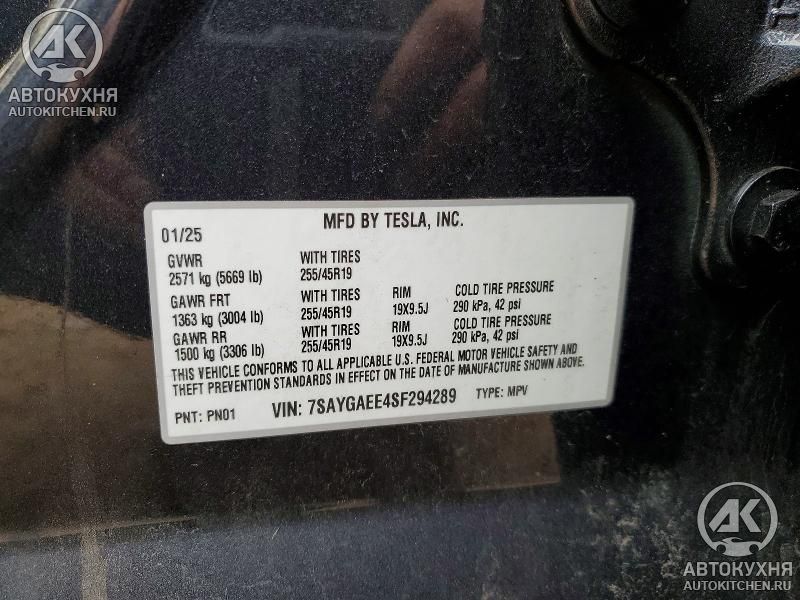 AK
АВТОКУХНЯ
AUTOKITCHEN.RU
MFD BY TESLA, INC.
01/25
GVWR WITH TIRES
2571 kg (5669 lb) 255/45R19
GAWR FRT WITH TIRES RIM COLD TIRE PRESSURE
1363 kg (3004 lb) 255/45R19 19X9.5J 290 kPa, 42 psi
GAWR RR WITH TIRES RIM COLD TIRE PRESSURE
1500 kg (3306 lb) 255/45R19 19X9.5J 290 kPa, 42 psi
THIS VEHICLE CONFORMS TO ALL APPLICABLE U.S. FEDERAL MOTOR VEHICLE SAFETY AND
THEFT PREVENTION STANDARDS IN EFFECT ON THE DATE OF MANUFACTURE SHOWN ABOVE.
PNT: PN01 VIN: 7SAYGAEE4SF294289 TYPE: MPV
AK
АВТОКУХНЯ
AUTOKITCHEN.RU